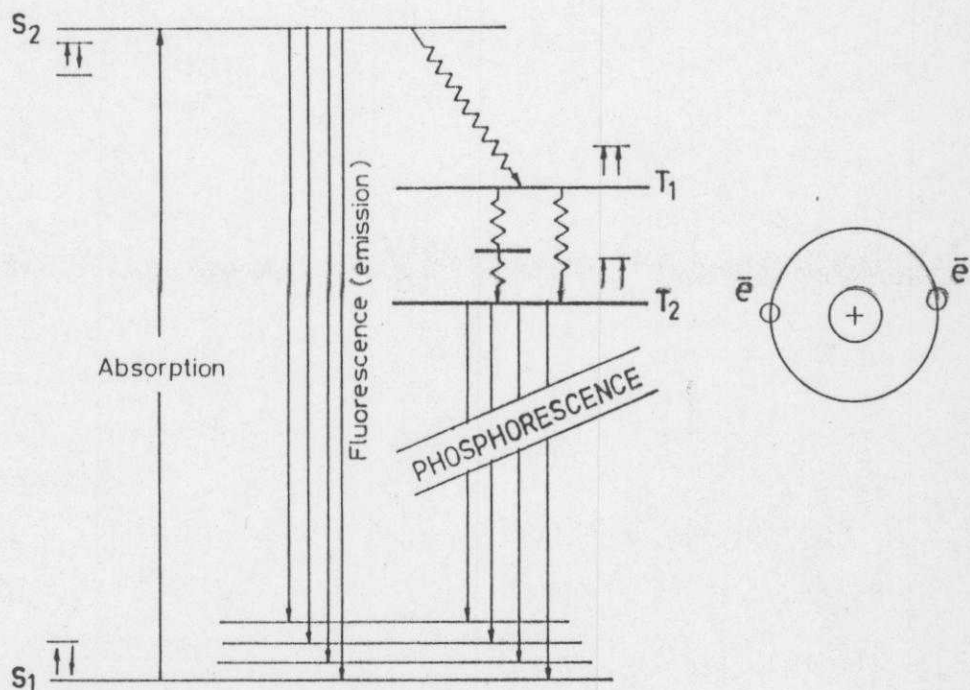 S₂
T₁
Fluorescence (emission)
ē
ē
+
T₂
Absorption
PHOSPHORESCENCE
S₁